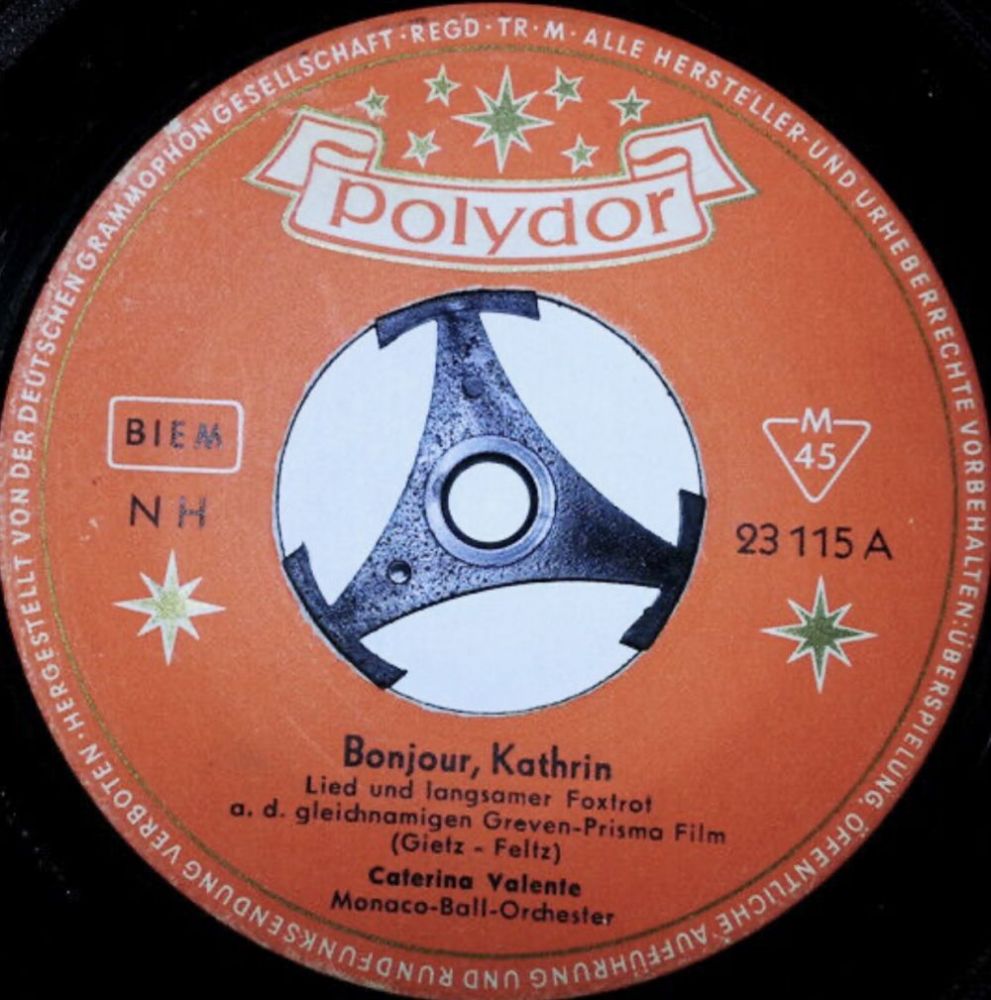 HERGESTELLT VON DER DEUTSCHEN GRAMMOPHON GESELLSCHAFT · REGD · TR · M · ALLE HERSTELLER- UND URHEBERRECHTE VORBEHALTEN: ÜBERSPIELUNG, ÖFFENTLICHE AUFFÜHRUNG UND RUNDFUNKSENDUNG VERBOTEN ·
polydor
BIEM
NH
M
45
23 115 A
Bonjour, Kathrin
Lied und langsamer Foxtrot
a. d. gleichnamigen Greven-Prisma Film
(Gietz - Feltz)
Caterina Valente
Monaco-Ball-Orchester